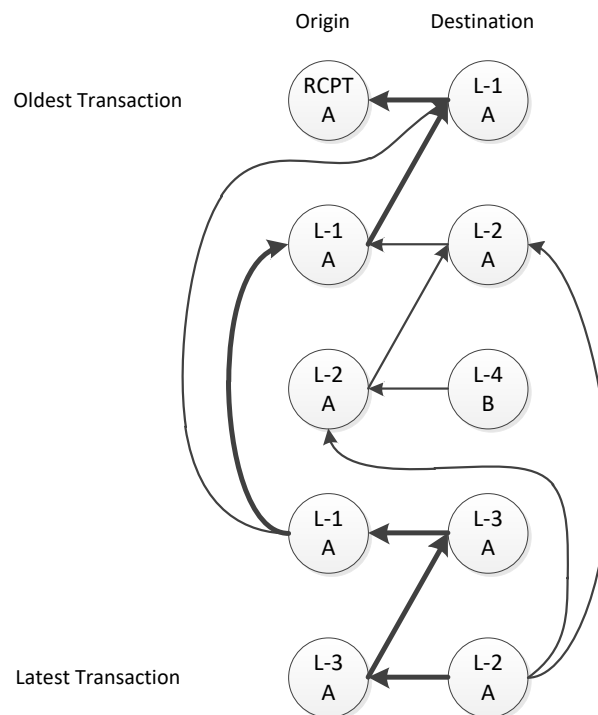 Origin
Destination
Oldest Transaction
RCPT
A
L-1
A
L-1
A
L-2
A
L-2
A
L-4
B
L-1
A
L-3
A
Latest Transaction
L-3
A
L-2
A